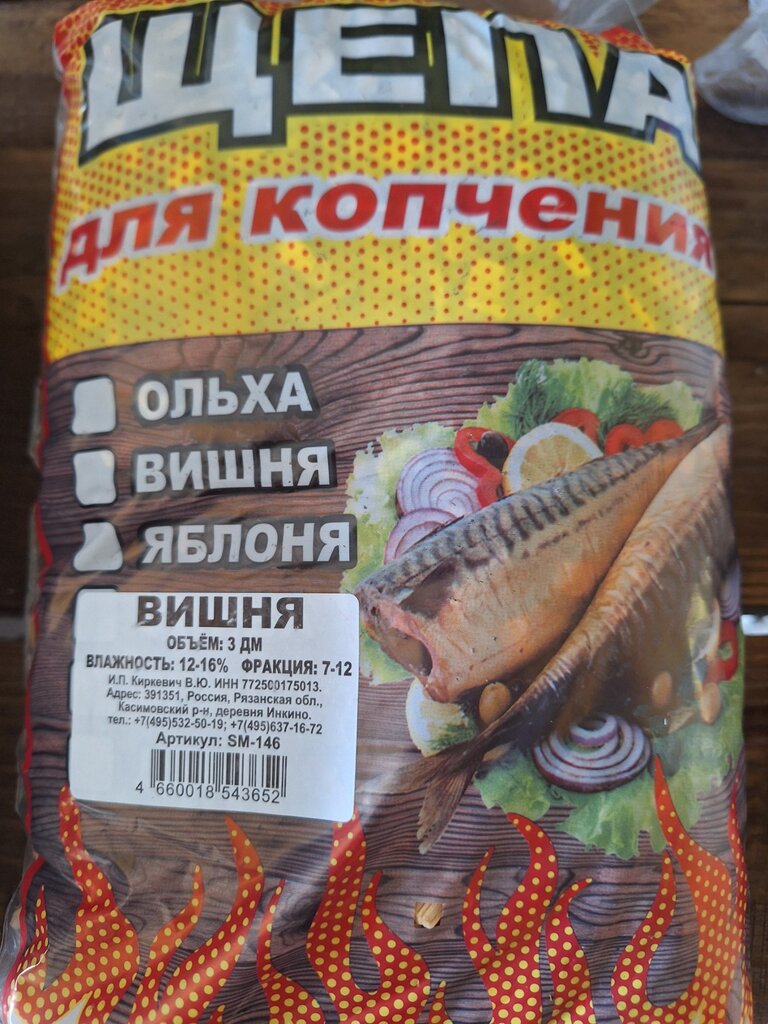 ЩЕПА
для копчения
ОЛЬХА
ВИШНЯ
ЯБЛОНЯ
ВИШНЯ
ОБЪЁМ: 3 ДМ
ВЛАЖНОСТЬ: 12-16% ФРАКЦИЯ: 7-12
И.П. Киркевич В.Ю. ИНН 772500175013.
Адрес: 391351, Россия, Рязанская обл.,
Касимовский р-н, деревня Инкино.
тел.: +7(495)532-50-19; +7(495)637-16-72
Артикул: SM-146
4 660018 543652